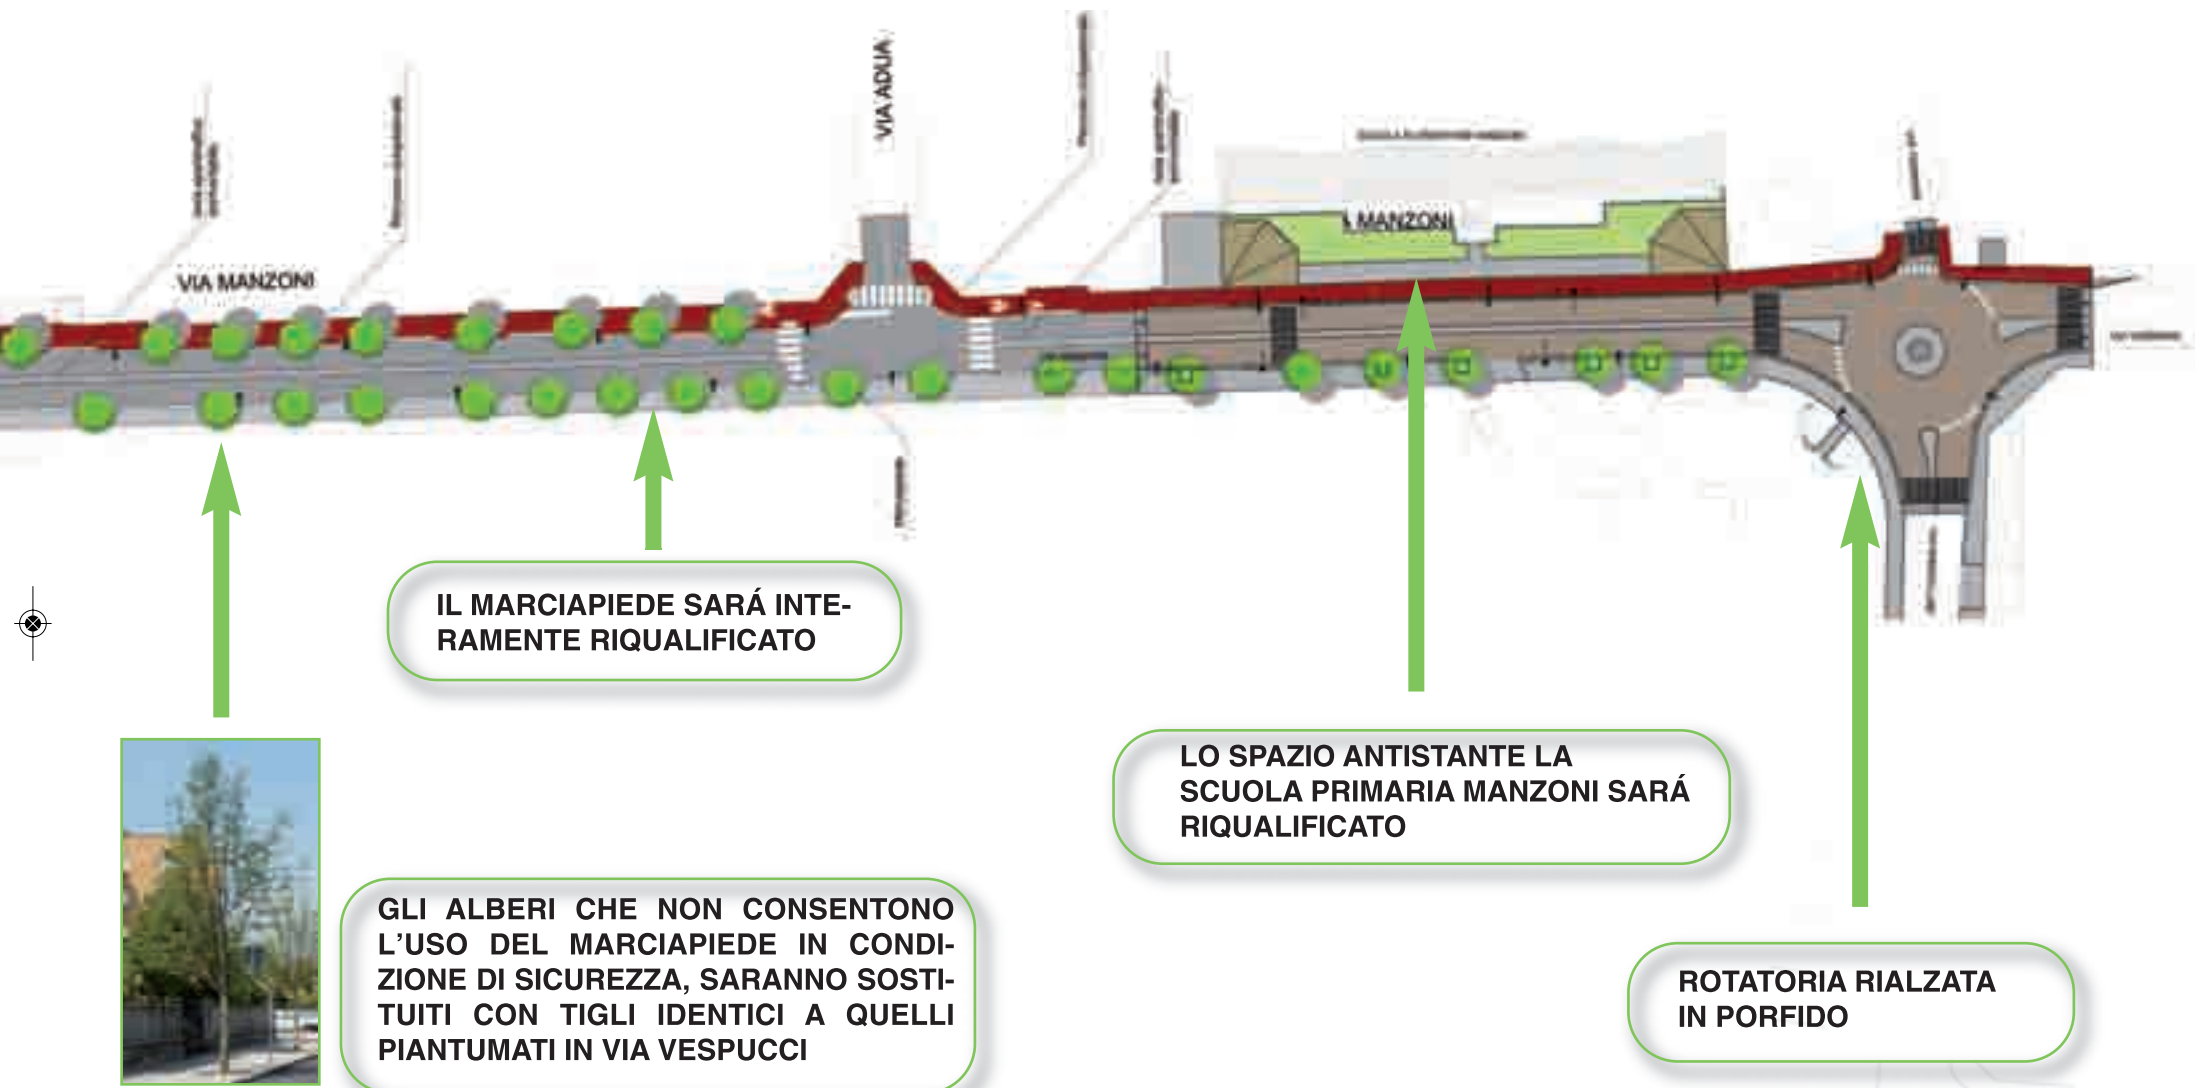 VIA ADUA
VIA MANZONI
A MANZONI
IL MARCIAPIEDE SARÁ INTE-
RAMENTE RIQUALIFICATO
LO SPAZIO ANTISTANTE LA
SCUOLA PRIMARIA MANZONI SARÁ
RIQUALIFICATO
GLI ALBERI CHE NON CONSENTONO
L'USO DEL MARCIAPIEDE IN CONDI-
ZIONE DI SICUREZZA, SARANNO SOSTI-
TUITI CON TIGLI IDENTICI A QUELLI
PIANTUMATI IN VIA VESPUCCI
ROTATORIA RIALZATA
IN PORFIDO